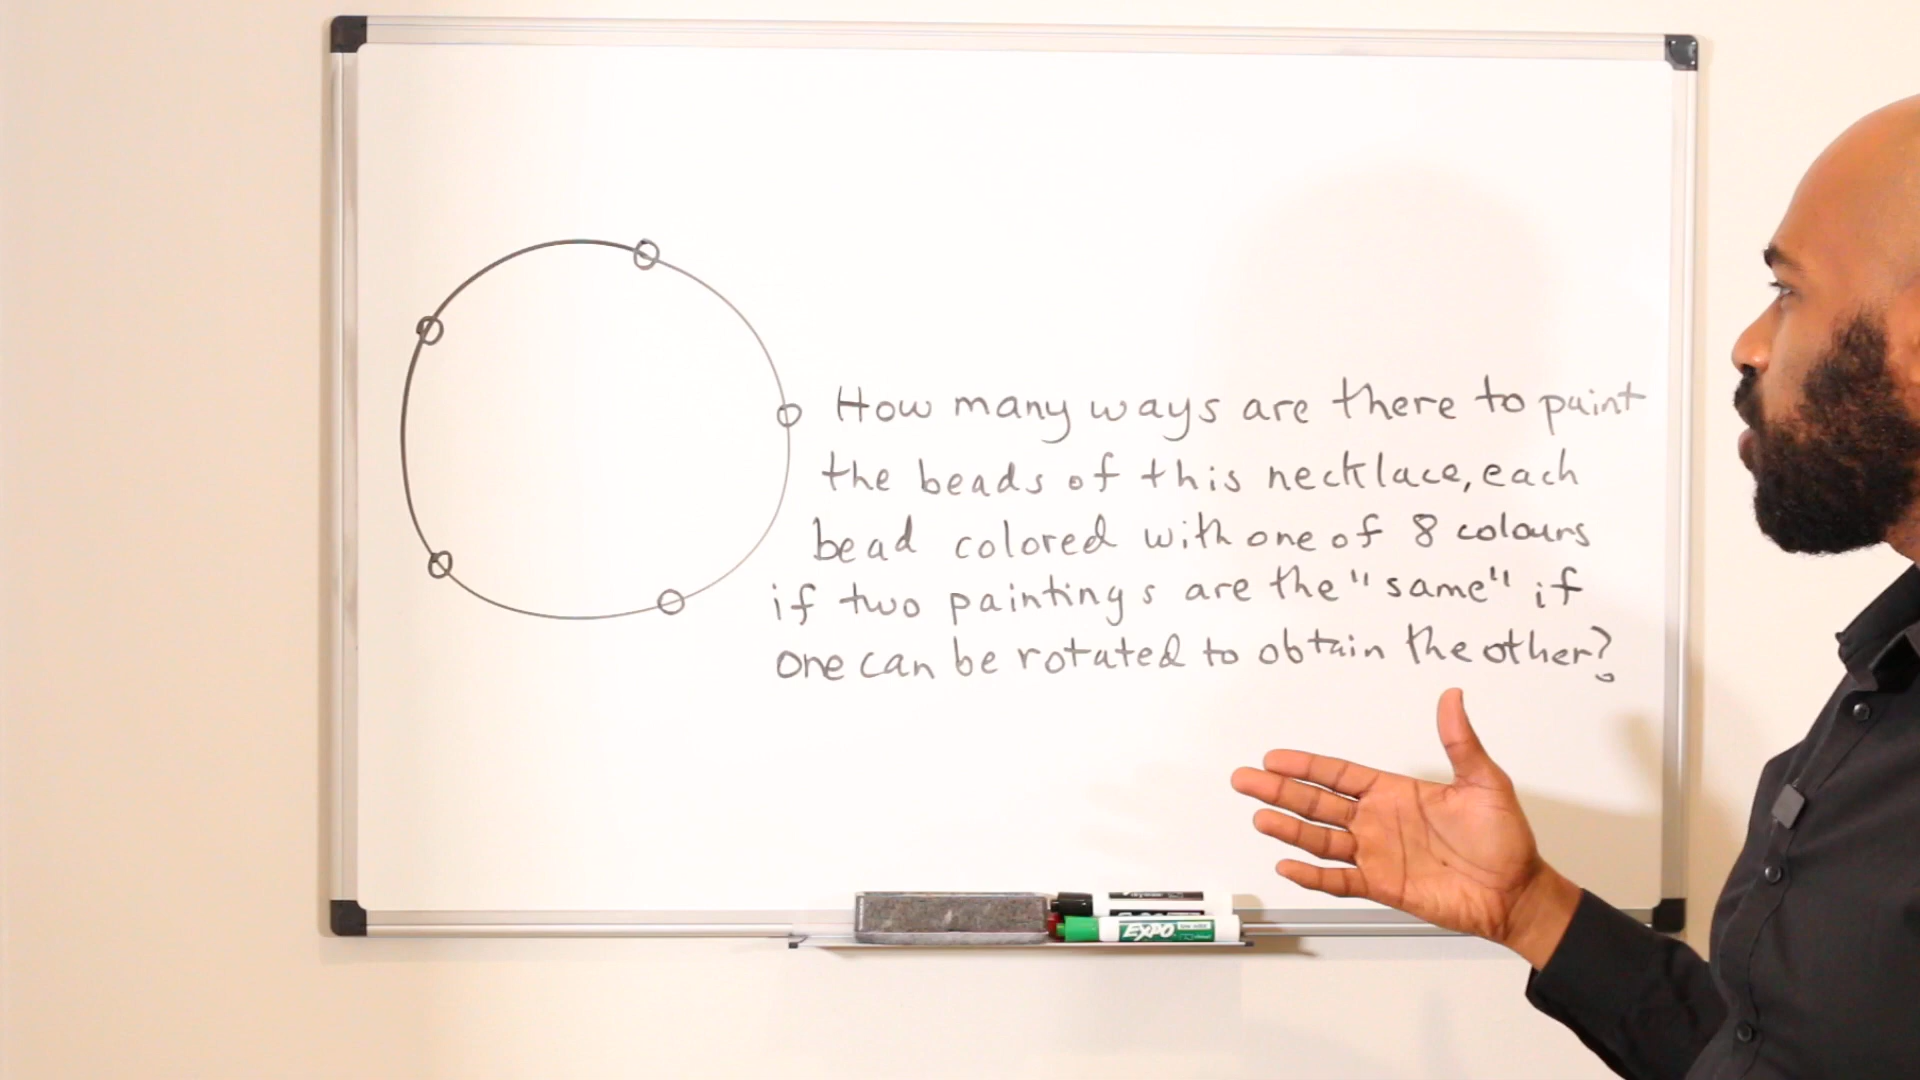 How many ways are there to paint
the beads of this necklace, each
bead colored with one of 8 colours
if two paintings are the "same" if
one can be rotated to obtain the other?
EXPO